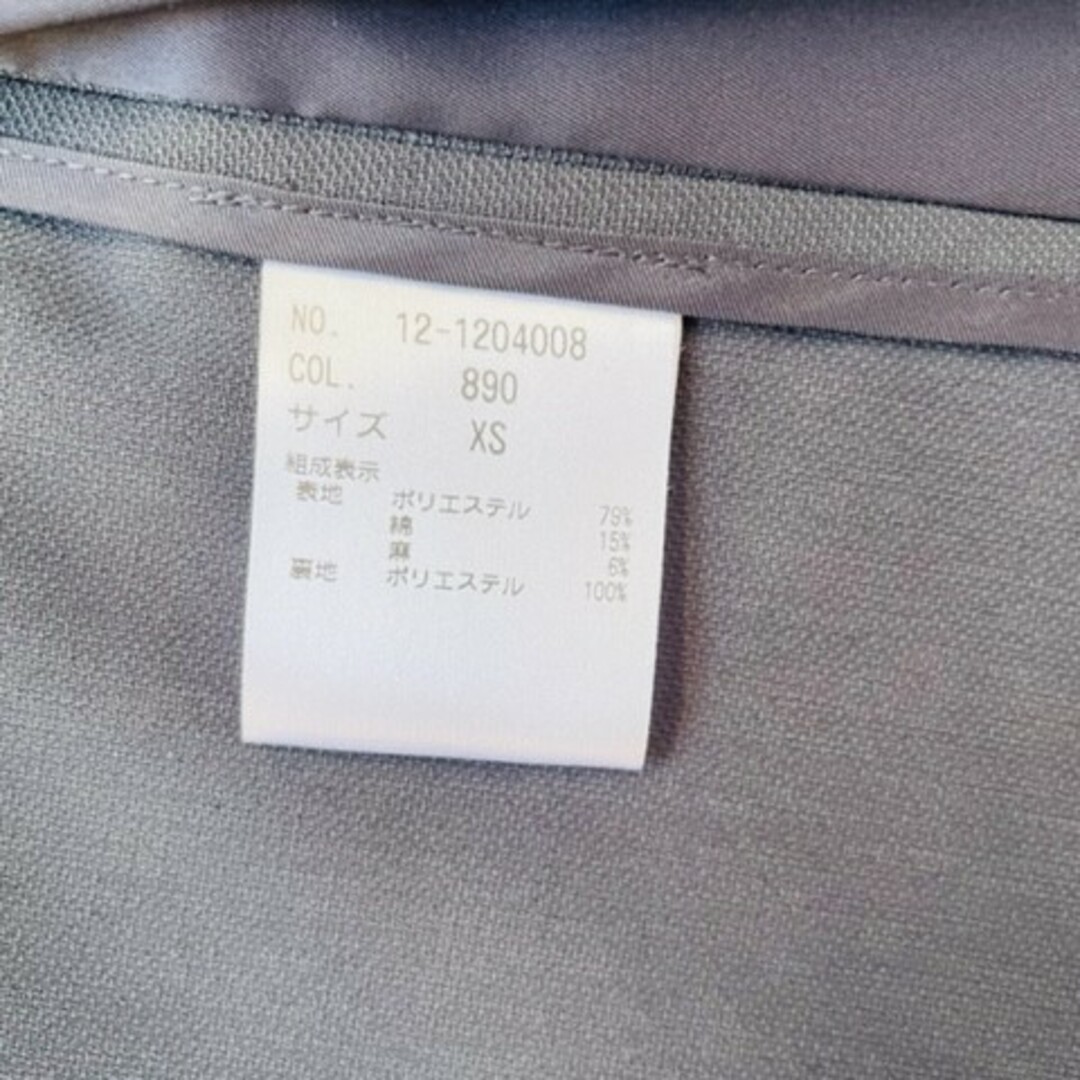 NO. 12-1204008
COL. 890
サイズ XS
組成表示
表地 ポリエステル 79%
綿 15%
麻 6%
裏地 ポリエステル 100%